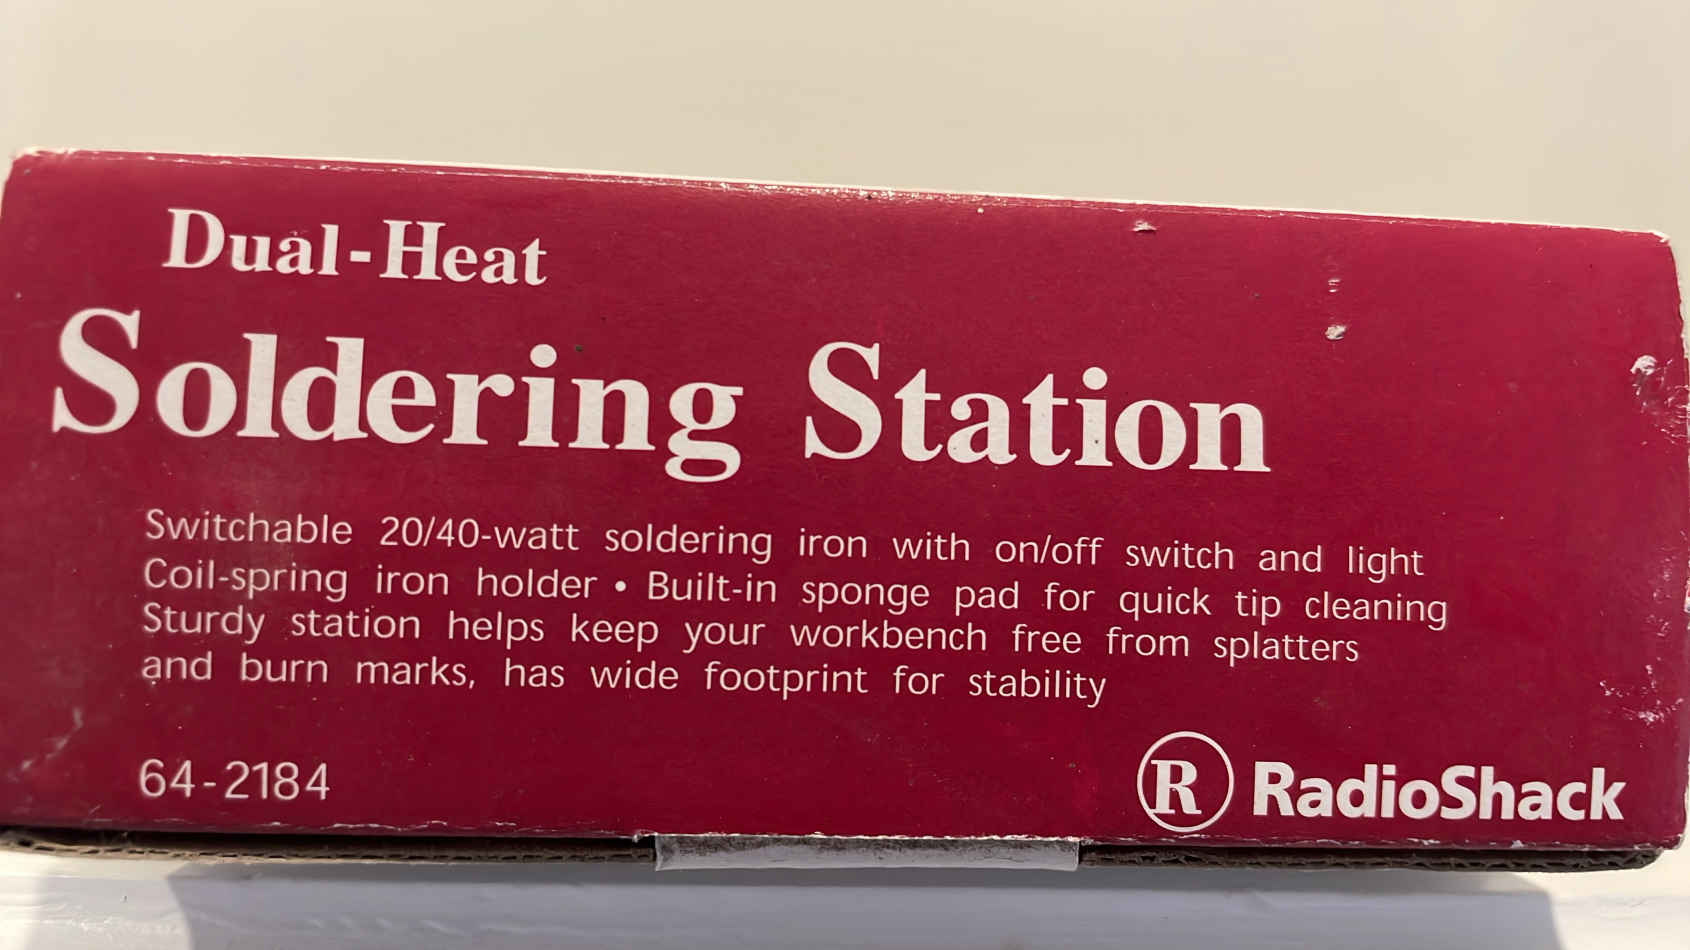 Dual-Heat
Soldering Station
Switchable 20/40-watt soldering iron with on/off switch and light
Coil-spring iron holder • Built-in sponge pad for quick tip cleaning
Sturdy station helps keep your workbench free from splatters
and burn marks, has wide footprint for stability
64-2184
R RadioShack